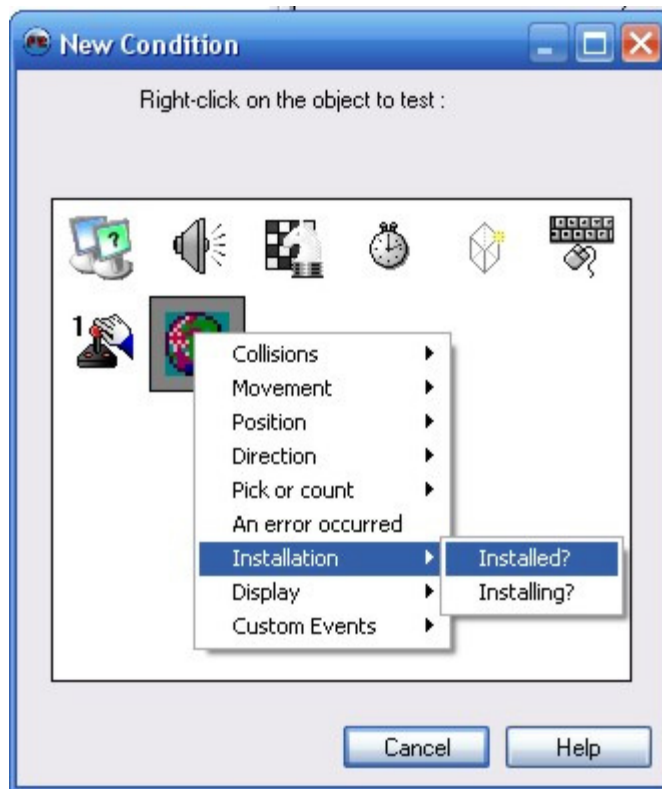 New Condition
Right-click on the object to test :
?
1
Collisions
Movement
Position
Direction
Pick or count
An error occurred
Installation
Installed?
Display
Installing?
Custom Events
Cancel
Help